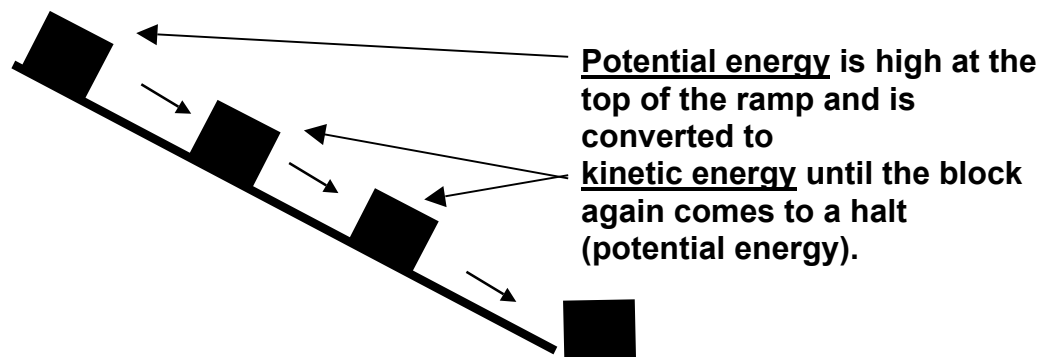 Potential energy is high at the
top of the ramp and is
converted to
kinetic energy until the block
again comes to a halt
(potential energy).